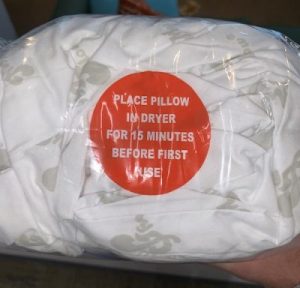 PLACE PILLOW
IN DRYER
FOR 15 MINUTES
BEFORE FIRST
USE